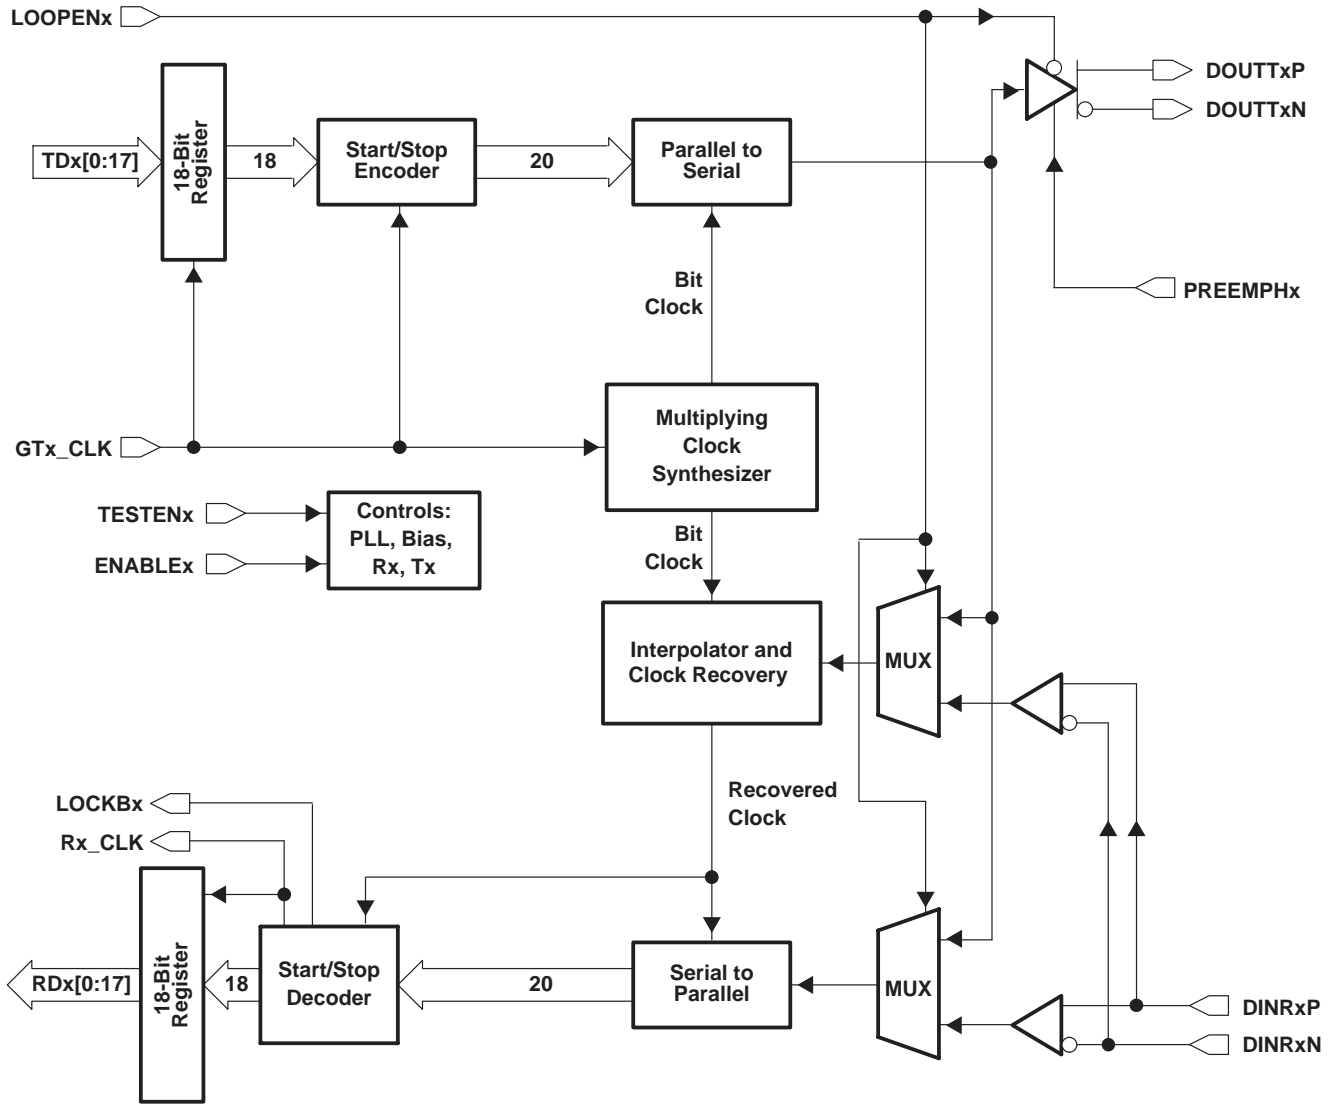 LOOPENx
DOUTTxP
DOUTTxN
TDx[0:17]
18-Bit
Register
18
Start/Stop
Encoder
20
Parallel to
Serial
Bit
Clock
PREEMPHx
GTx_CLK
Multiplying
Clock
Synthesizer
TESTENx
ENABLEx
Controls:
PLL, Bias,
Rx, Tx
Bit
Clock
Interpolator and
Clock Recovery
MUX
Recovered
Clock
LOCKBx
Rx_CLK
RDx[0:17]
18-Bit
Register
18
Start/Stop
Decoder
20
Serial to
Parallel
MUX
DINRxP
DINRxN